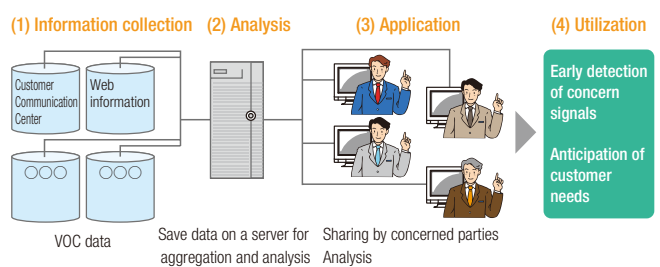 (1) Information collection
(2) Analysis
(3) Application
(4) Utilization
Customer
Communication
Center
Web
information
○○○
○○○
VOC data
Save data on a server for
aggregation and analysis
Sharing by concerned parties
Analysis
Early detection
of concern
signals
Anticipation of
customer
needs